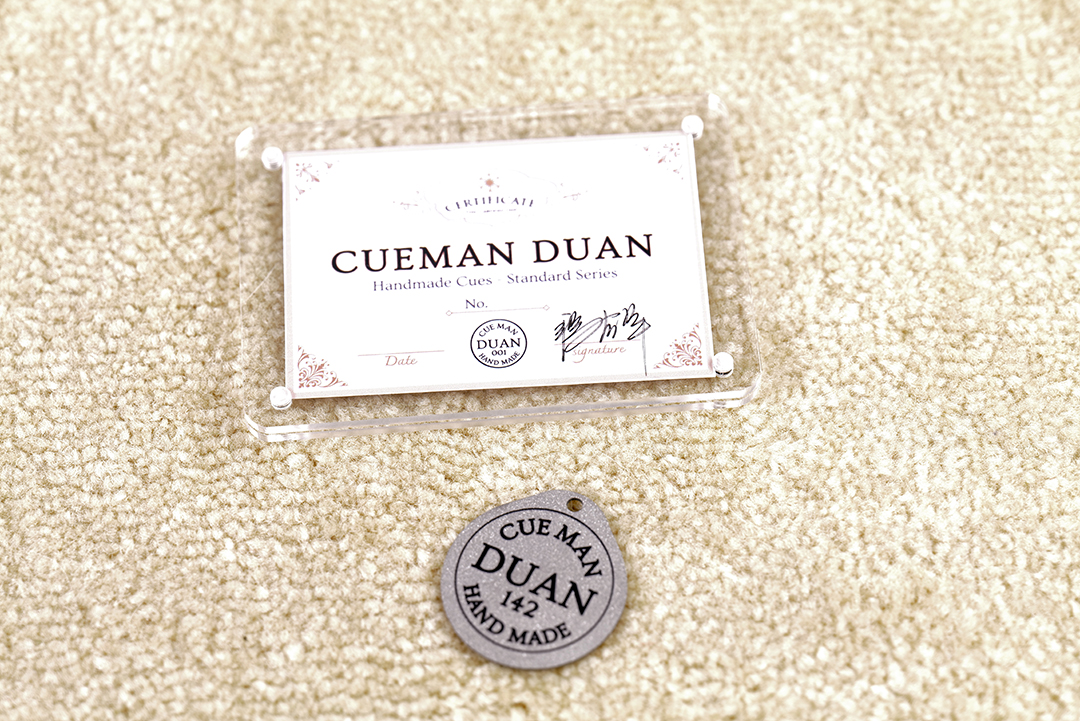 CERTIFICATE
CUEMAN DUAN
Handmade Cues - Standard Series
No.
CUE MAN
DUAN
001
HAND MADE
Date
signature
CUE MAN
DUAN
142
HAND MADE